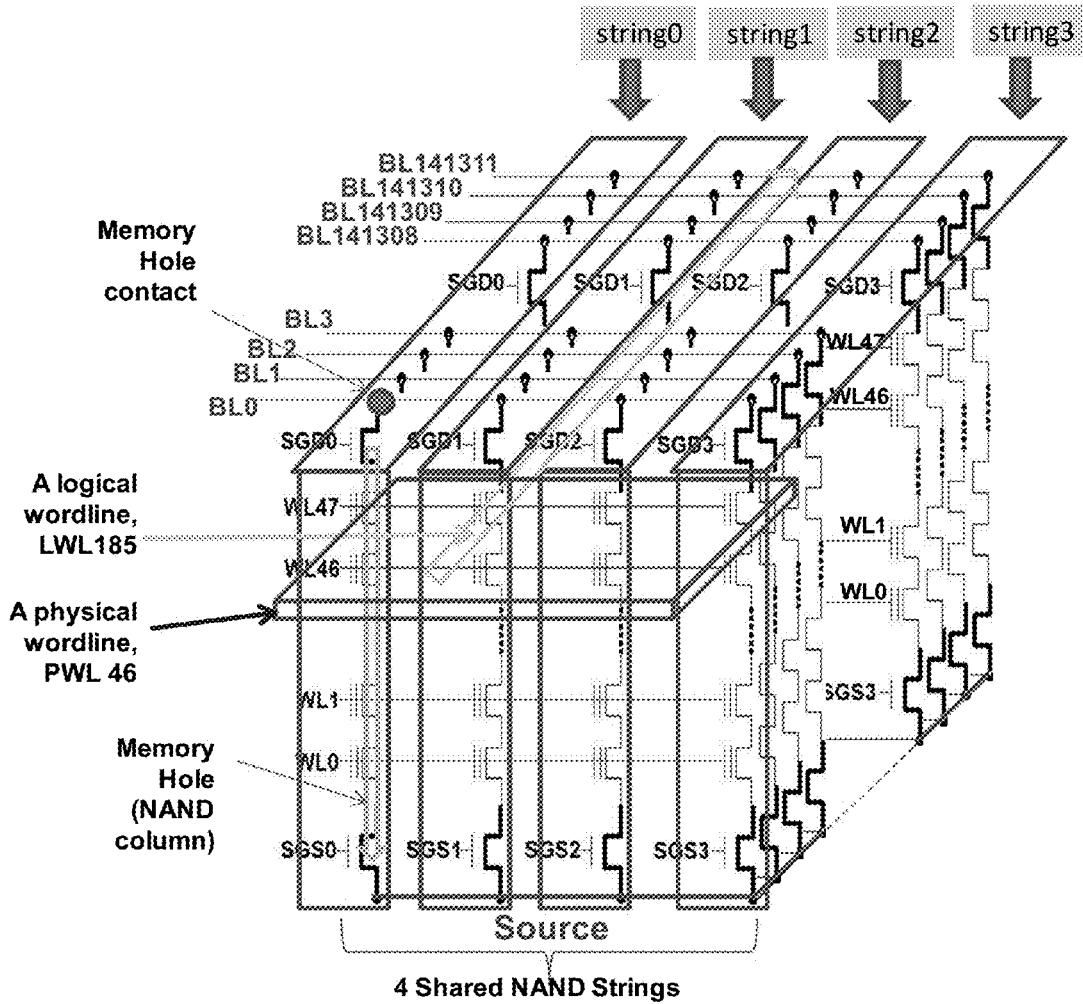 string0 string1 string2 string3
BL141311
BL141310
BL141309
BL141308
Memory
Hole
contact
SGD0 SGD1 SGD2 SGD3
BL3
BL2
BL1
BL0
WL47
WL46
SGD0 SGD1 SGD2 SGD3
A logical
wordline,
LWL185
WL47
WL46
WL1
WL0
A physical
wordline,
PWL 46
WL1
WL0
SGS3
Memory
Hole
(NAND
column)
SGS0 SGS1 SGS2 SGS3
Source
4 Shared NAND Strings